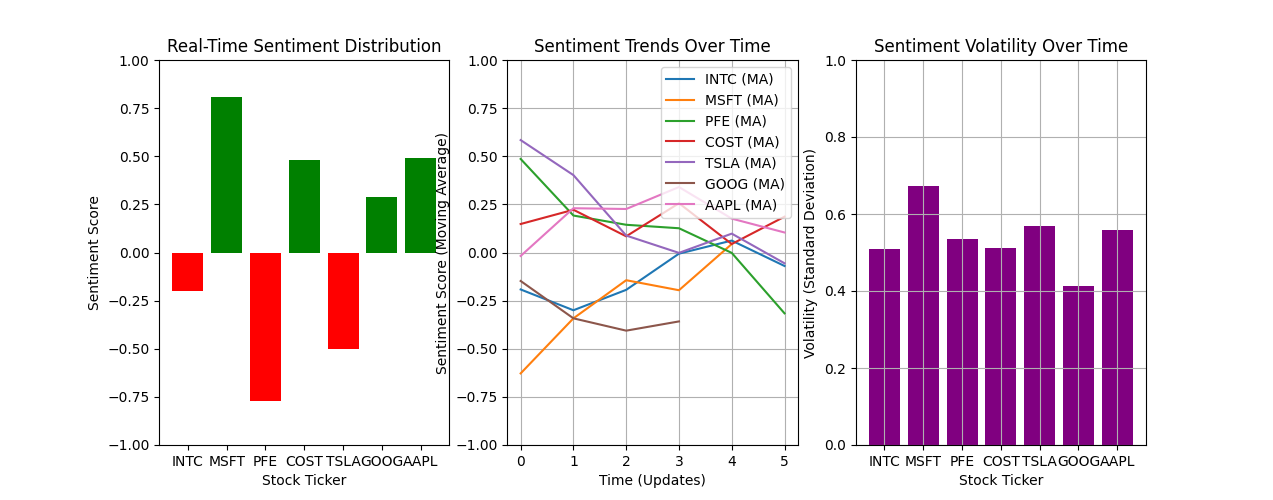 Real-Time Sentiment Distribution
1.00
0.75
0.50
0.25
0.00
−0.25
−0.50
−0.75
−1.00
Sentiment Score
INTC MSFT PFE COST TSLA GOOG AAPL
Stock Ticker
Sentiment Trends Over Time
1.00
0.75
0.50
0.25
0.00
−0.25
−0.50
−0.75
−1.00
Sentiment Score (Moving Average)
INTC (MA)
MSFT (MA)
PFE (MA)
COST (MA)
TSLA (MA)
GOOG (MA)
AAPL (MA)
0 1 2 3 4 5
Time (Updates)
Sentiment Volatility Over Time
1.0
0.8
0.6
0.4
0.2
0.0
Volatility (Standard Deviation)
INTC MSFT PFE COST TSLA GOOG AAPL
Stock Ticker